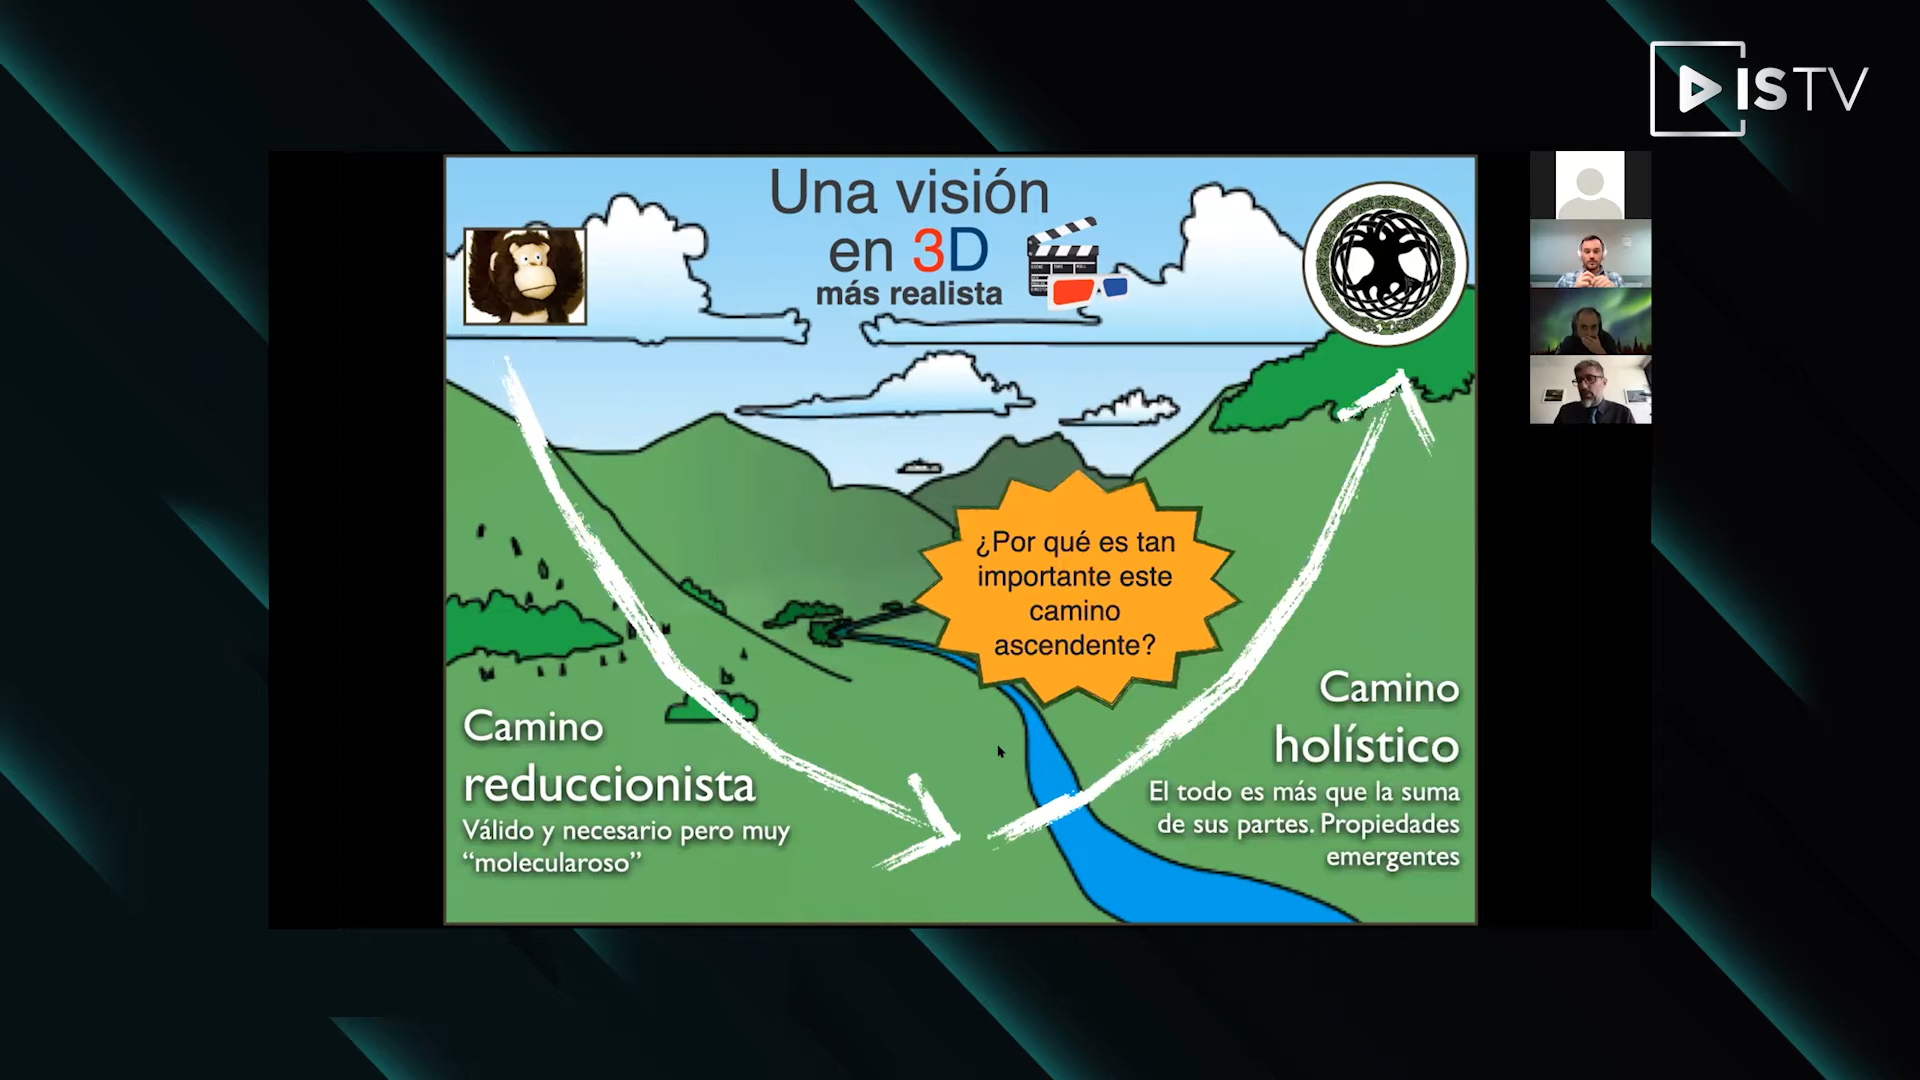 ISTV
Una visión
en 3D
más realista
¿Por qué es tan
importante este
camino
ascendente?
Camino
reduccionista
Válido y necesario pero muy
“molecularoso”
Camino
holístico
El todo es más que la suma
de sus partes. Propiedades
emergentes